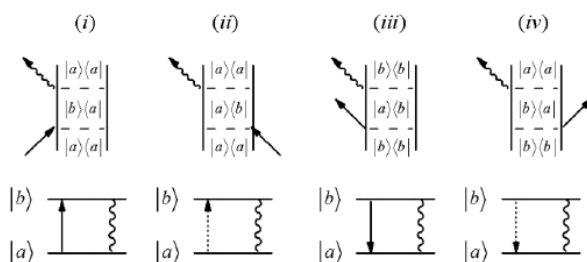 (i) (ii) (iii) (iv)
|a⟩⟨a| |a⟩⟨a| |b⟩⟨b| |a⟩⟨a|
|b⟩⟨a| |a⟩⟨b| |a⟩⟨b| |a⟩⟨b|
|a⟩⟨a| |a⟩⟨a| |b⟩⟨b| |b⟩⟨b|
|b⟩ |b⟩ |b⟩ |b⟩
|a⟩ |a⟩ |a⟩ |a⟩